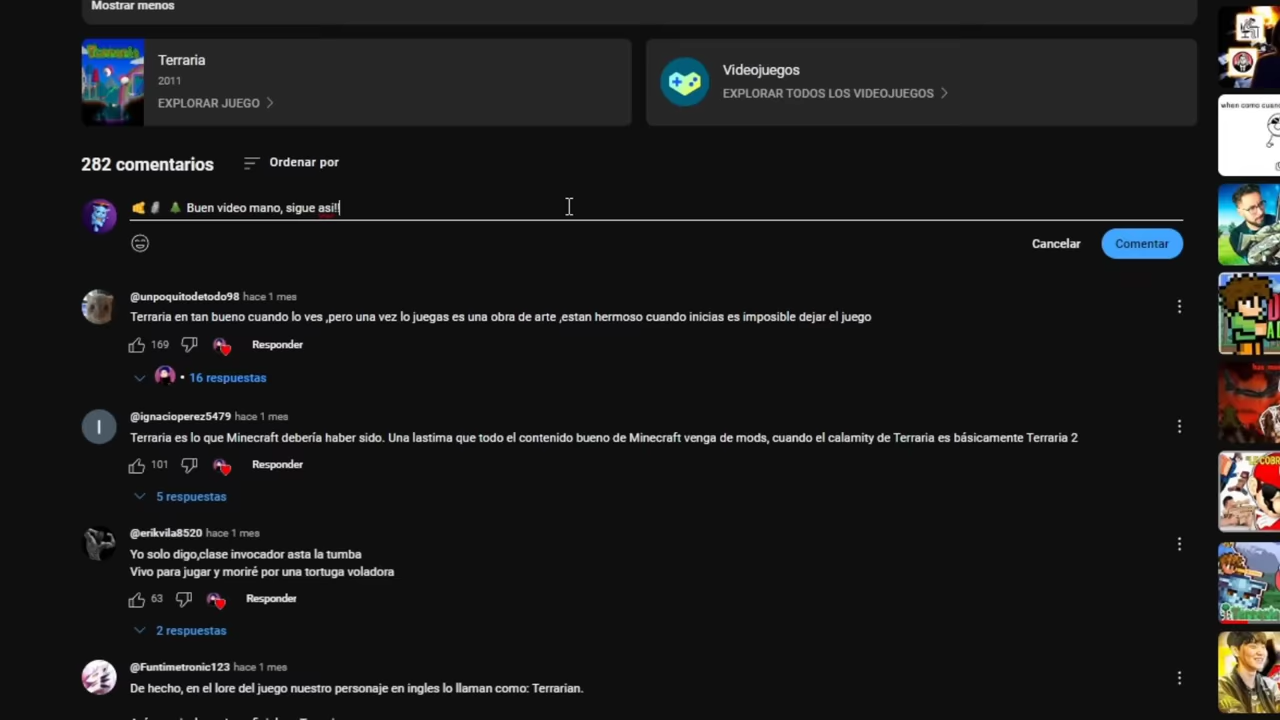 Mostrar menos
Terraria
2011
EXPLORAR JUEGO
Videojuegos
EXPLORAR TODOS LOS VIDEOJUEGOS
282 comentarios
Ordenar por
Buen video mano, sigue asi!!
Cancelar
Comentar
@unpoquitodetodo98 hace 1 mes
Terraria en tan bueno cuando lo ves ,pero una vez lo juegas es una obra de arte ,estan hermoso cuando inicias es imposible dejar el juego
169
Responder
16 respuestas
@ignacioperez5479 hace 1 mes
Terraria es lo que Minecraft debería haber sido. Una lastima que todo el contenido bueno de Minecraft venga de mods, cuando el calamity de Terraria es básicamente Terraria 2
101
Responder
5 respuestas
@erikvila8520 hace 1 mes
Yo solo digo,clase invocador asta la tumba
Vivo para jugar y moriré por una tortuga voladora
63
Responder
2 respuestas
@Funtimetronic123 hace 1 mes
De hecho, en el lore del juego nuestro personaje en ingles lo llaman como: Terrarian.